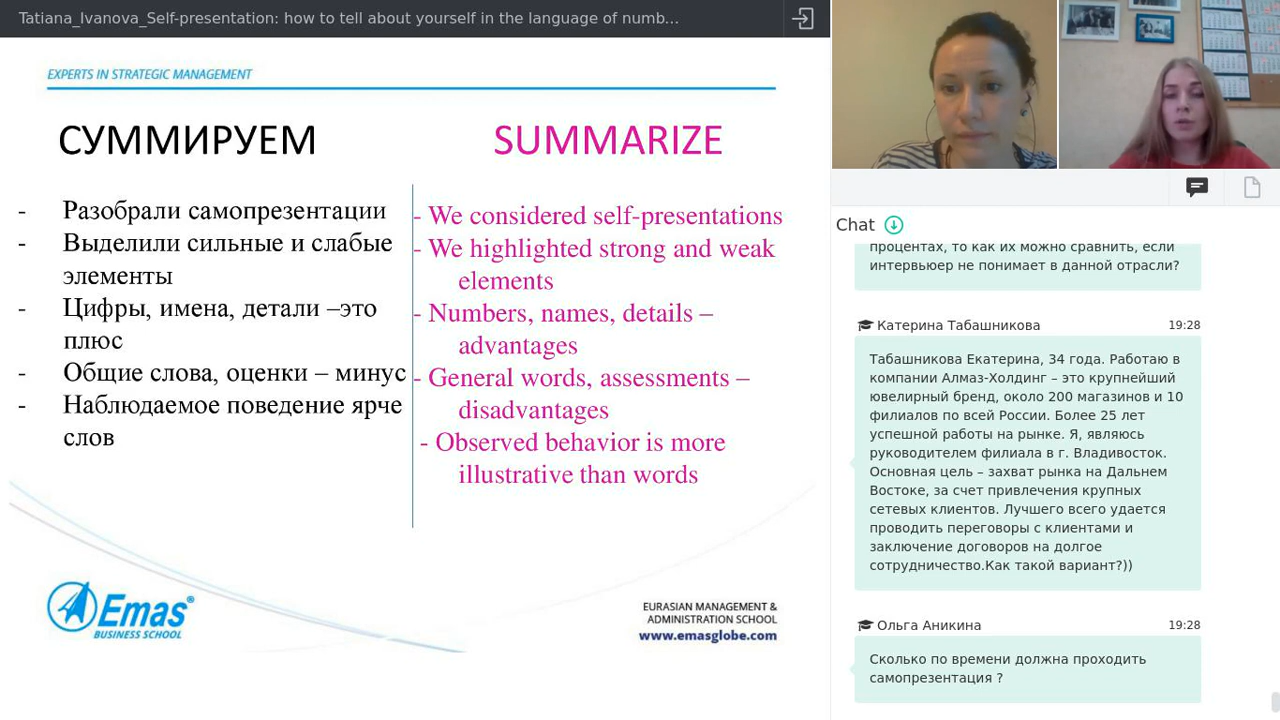 Tatiana_Ivanova_Self-presentation: how to tell about yourself in the language of numb...
EXPERTS IN STRATEGIC MANAGEMENT
СУММИРУЕМ
- Разобрали самопрезентации
- Выделили сильные и слабые
элементы
- Цифры, имена, детали –это
плюс
- Общие слова, оценки – минус
- Наблюдаемое поведение ярче
слов
SUMMARIZE
- We considered self-presentations
- We highlighted strong and weak
elements
- Numbers, names, details –
advantages
- General words, assessments –
disadvantages
- Observed behavior is more
illustrative than words
Emas®
BUSINESS SCHOOL
EURASIAN MANAGEMENT &
ADMINISTRATION SCHOOL
www.emasglobe.com
Chat
процентах, то как их можно сравнить, если
интервьюер не понимает в данной отрасли?
Катерина Табашникова 19:28
Табашникова Екатерина, 34 года. Работаю в
компании Алмаз-Холдинг – это крупнейший
ювелирный бренд, около 200 магазинов и 10
филиалов по всей России. Более 25 лет
успешной работы на рынке. Я, являюсь
руководителем филиала в г. Владивосток.
Основная цель – захват рынка на Дальнем
Востоке, за счет привлечения крупных
сетевых клиентов. Лучшего всего удается
проводить переговоры с клиентами и
заключение договоров на долгое
сотрудничество.Как такой вариант?))
Ольга Аникина 19:28
Сколько по времени должна проходить
самопрезентация ?